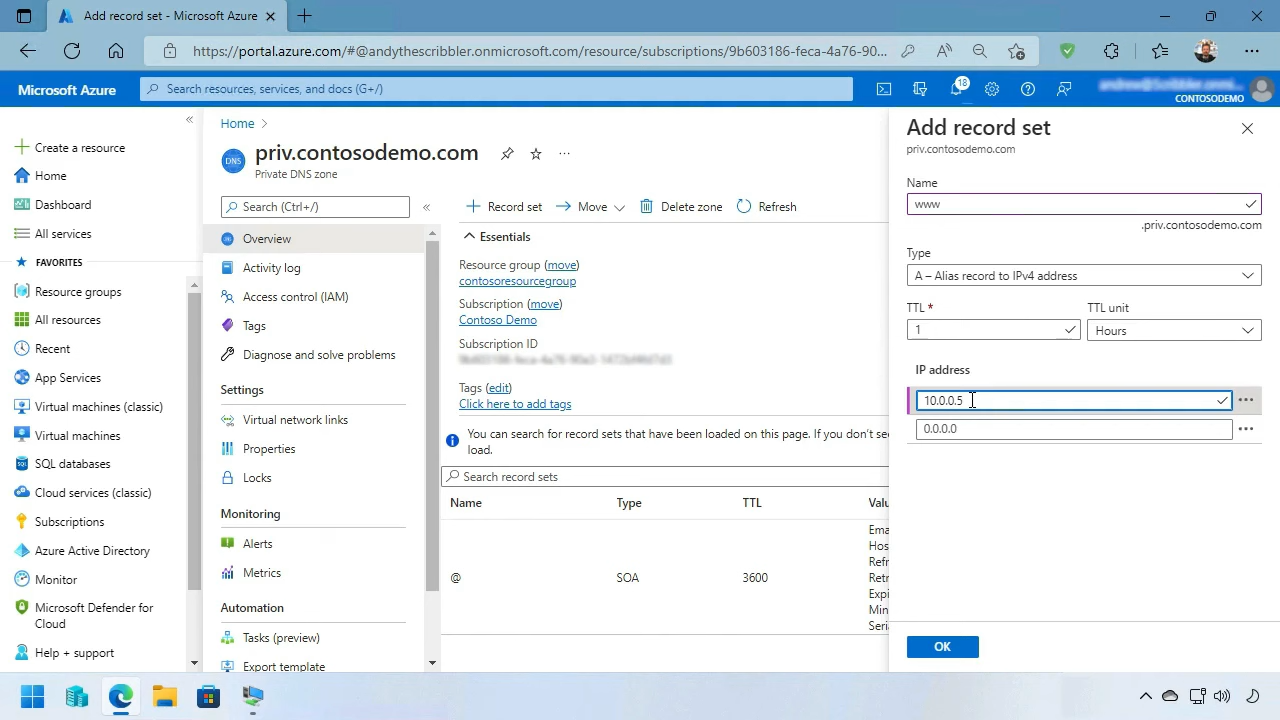 Add record set - Microsoft Azure
https://portal.azure.com/#@andythescribbler.onmicrosoft.com/resource/subscriptions/9b603186-feca-4a76-90...
Microsoft Azure
Search resources, services, and docs (G+/)
18
CONTOSODEMO
Create a resource
Home
Dashboard
All services
FAVORITES
Resource groups
All resources
Recent
App Services
Virtual machines (classic)
Virtual machines
SQL databases
Cloud services (classic)
Subscriptions
Azure Active Directory
Monitor
Microsoft Defender for
Cloud
Help + support
Home
DNS
priv.contosodemo.com
Private DNS zone
Search (Ctrl+/)
Overview
Activity log
Access control (IAM)
Tags
Diagnose and solve problems
Settings
Virtual network links
Properties
Locks
Monitoring
Alerts
Metrics
Automation
Tasks (preview)
Export template
Record set
Move
Delete zone
Refresh
Essentials
Resource group (move)
contosoresourcegroup
Subscription (move)
Contoso Demo
Subscription ID
Tags (edit)
Click here to add tags
You can search for record sets that have been loaded on this page. If you don't se
load.
Search record sets
Name Type TTL Valu
@ SOA 3600
Ema
Hos
Refr
Retr
Expi
Min
Seri
Add record set
priv.contosodemo.com
Name
www
.priv.contosodemo.com
Type
A – Alias record to IPv4 address
TTL * TTL unit
1 Hours
IP address
10.0.0.5
0.0.0.0
OK